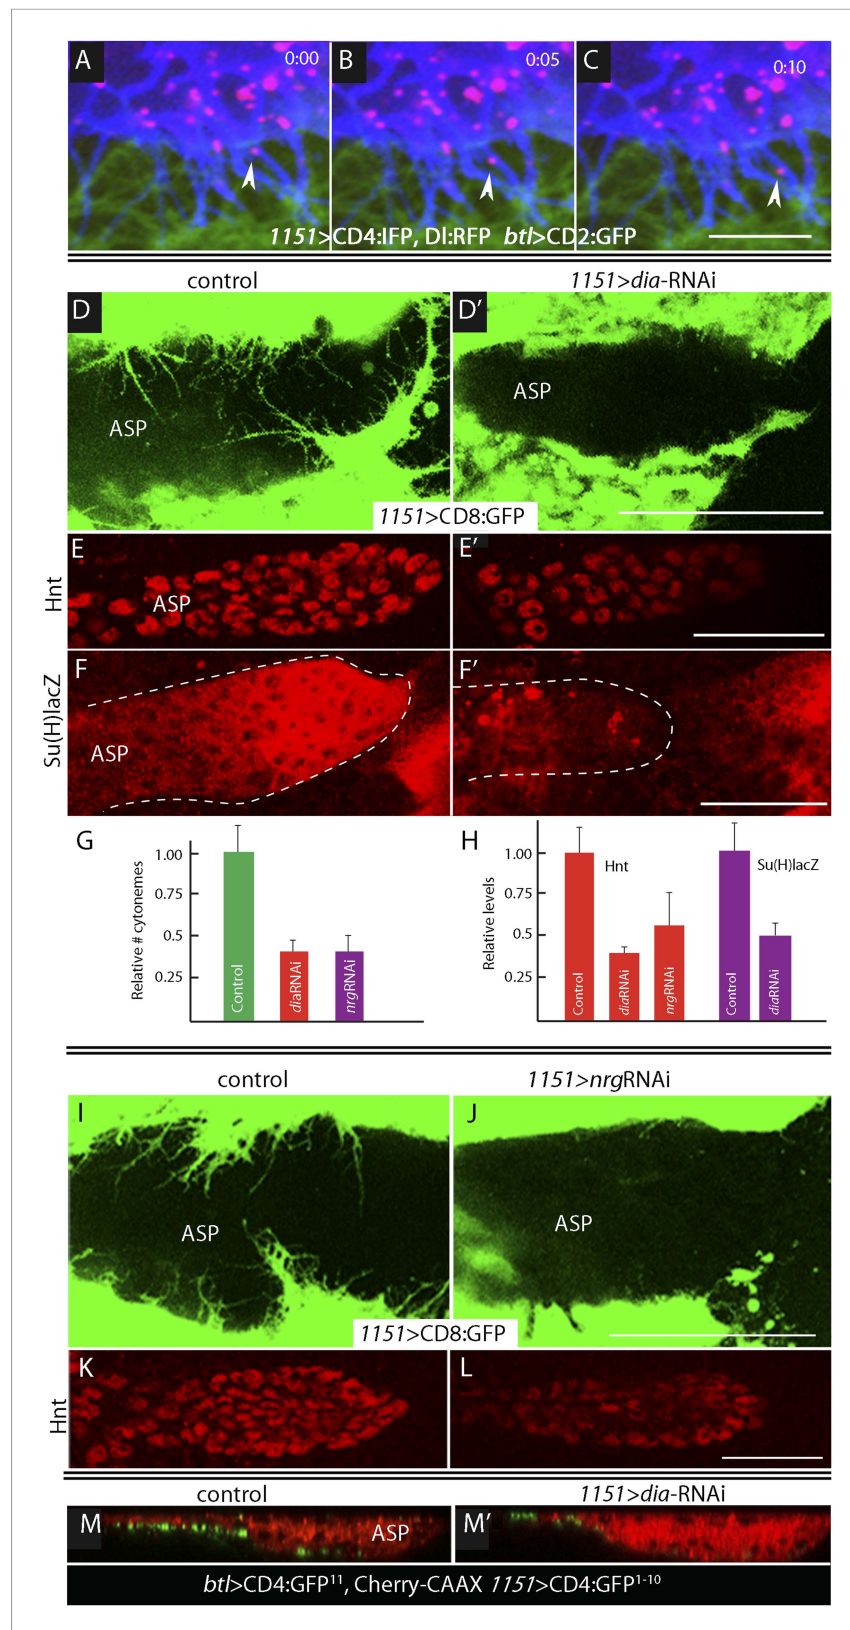 A 0:00 B 0:05 C 0:10
1151>CD4:IFP, Dl:RFP btl>CD2:GFP
control 1151>dia-RNAi
D D′
ASP ASP
1151>CD8:GFP
E E′
Hnt
ASP
F F′
Su(H)lacZ
ASP
G
Relative # cytonemes
1.00
0.75
0.5
0.25
Control
diaRNAi
nrgRNAi
H
Relative levels
1.00
0.75
0.5
0.25
Hnt
Su(H)lacZ
Control
diaRNAi
nrgRNAi
Control
diaRNAi
control 1151>nrgRNAi
I J
ASP ASP
1151>CD8:GFP
K L
Hnt
control 1151>dia-RNAi
M ASP M′
btl>CD4:GFP¹¹, Cherry-CAAX 1151>CD4:GFP¹⁻¹⁰